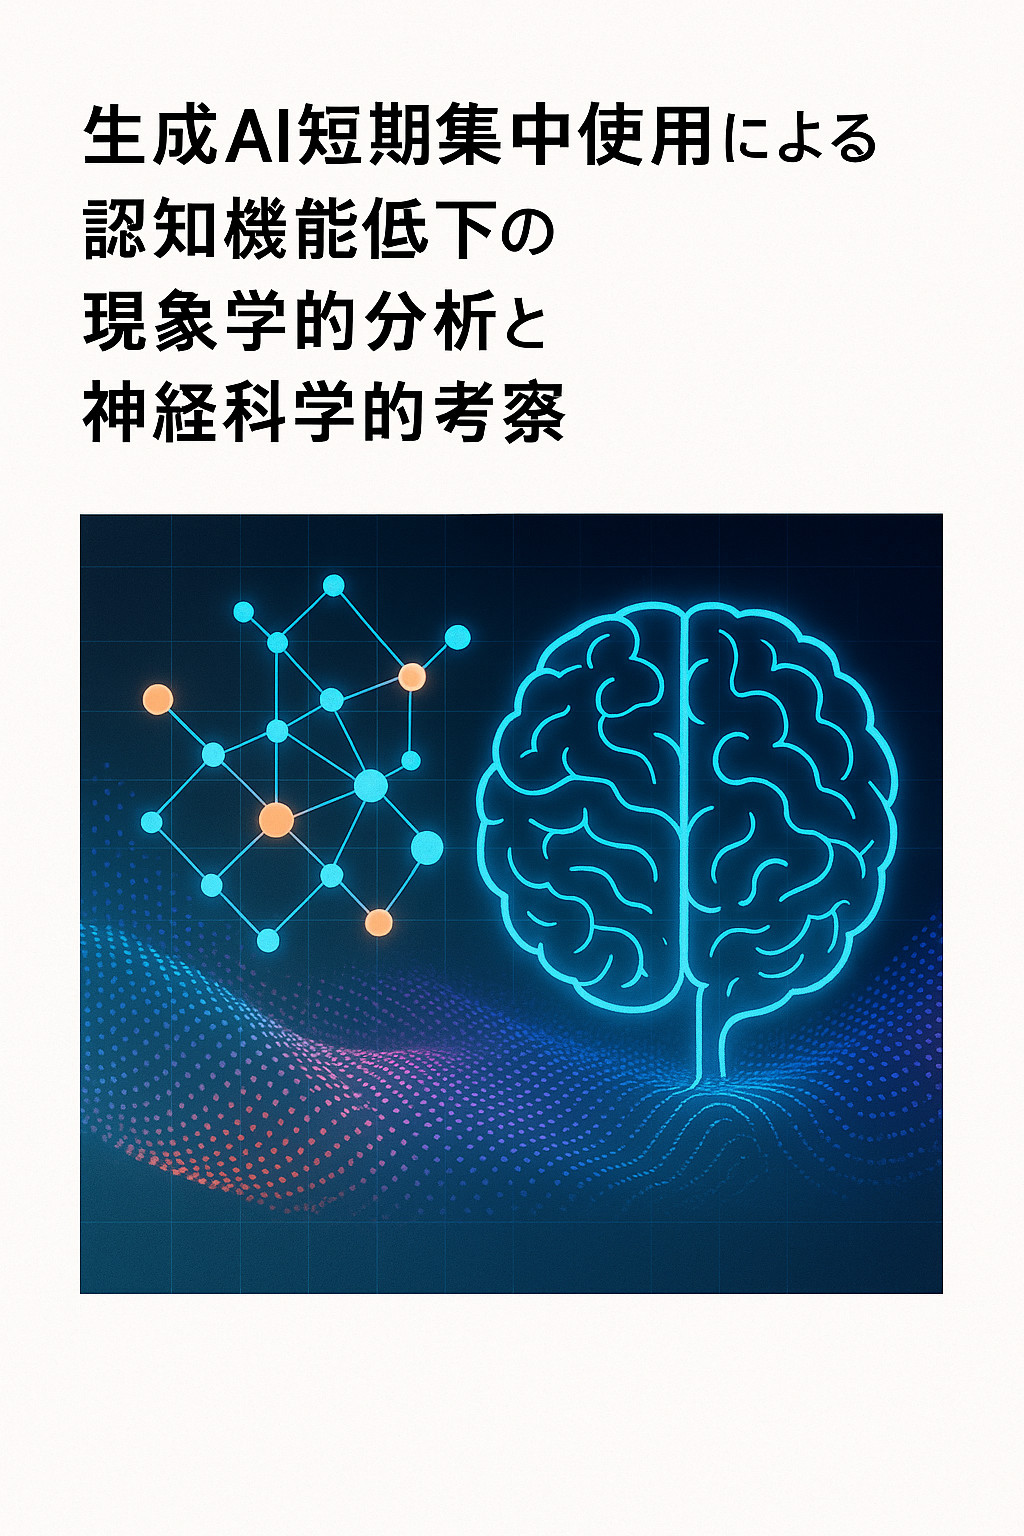 生成AI短期集中使用による
認知機能低下の
現象学的分析と
神経科学的考察